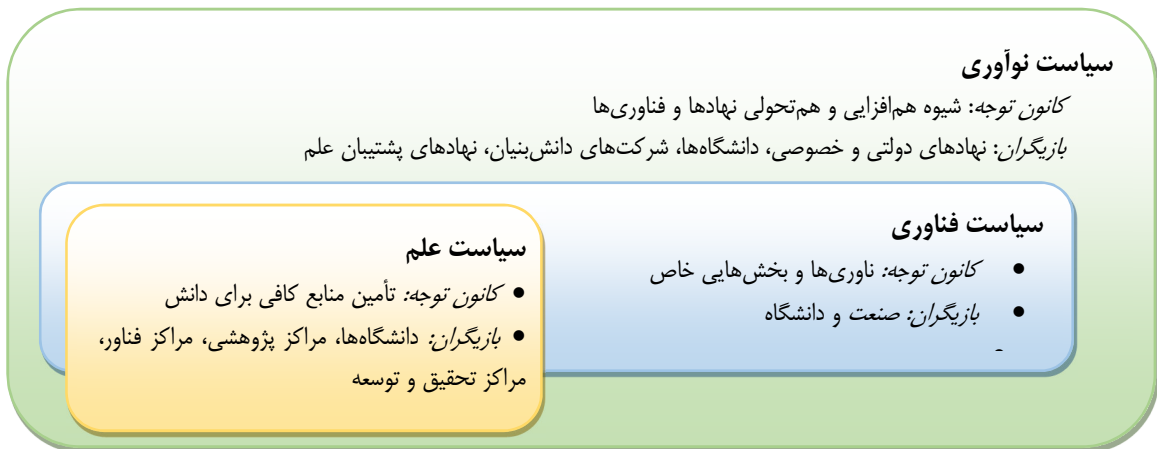 سیاست نوآوری
کانون توجه: شیوه هم‌افزایی و هم‌تحولی نهادها و فناوری‌ها
بازیگران: نهادهای دولتی و خصوصی، دانشگاه‌ها، شرکت‌های دانش‌بنیان، نهادهای پشتیبان علم
سیاست فناوری
• کانون توجه: ناوری‌ها و بخش‌هایی خاص
• بازیگران: صنعت و دانشگاه
سیاست علم
• کانون توجه: تأمین منابع کافی برای دانش
• بازیگران: دانشگاه‌ها، مراکز پژوهشی، مراکز فناور،
مراکز تحقیق و توسعه